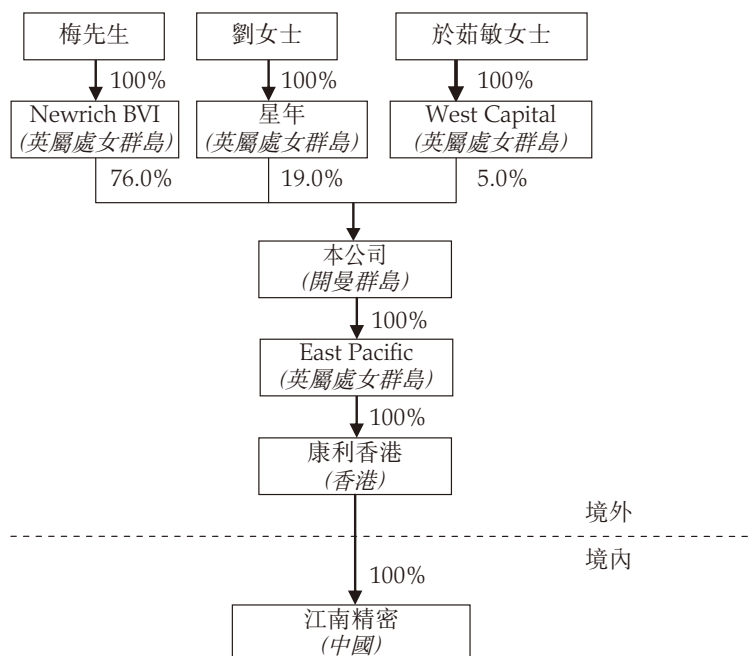 梅先生
劉女士
於茹敏女士
100%
100%
100%
Newrich BVI
(英屬處女群島)
星年
(英屬處女群島)
West Capital
(英屬處女群島)
76.0%
19.0%
5.0%
本公司
(開曼群島)
100%
East Pacific
(英屬處女群島)
100%
康利香港
(香港)
境外
境內
100%
江南精密
(中國)